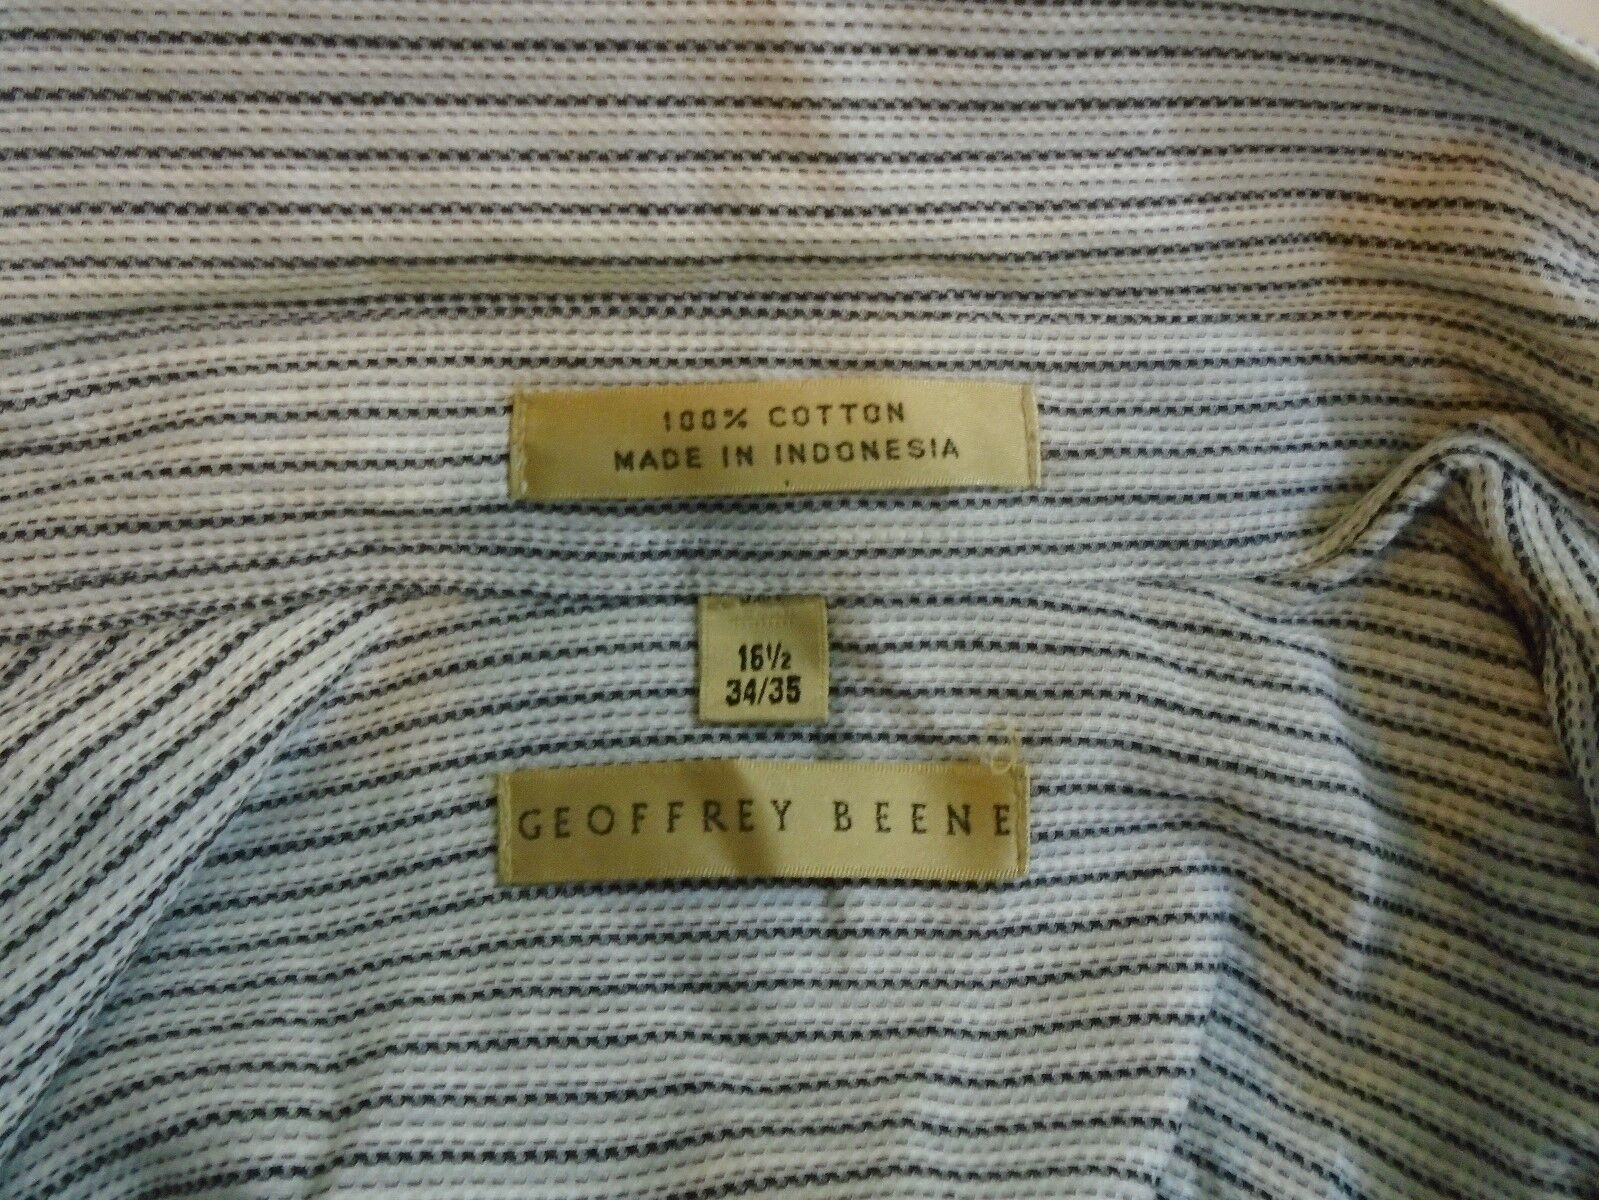 100% COTTON
MADE IN INDONESIA
16½
34/35
GEOFFREY BEENE